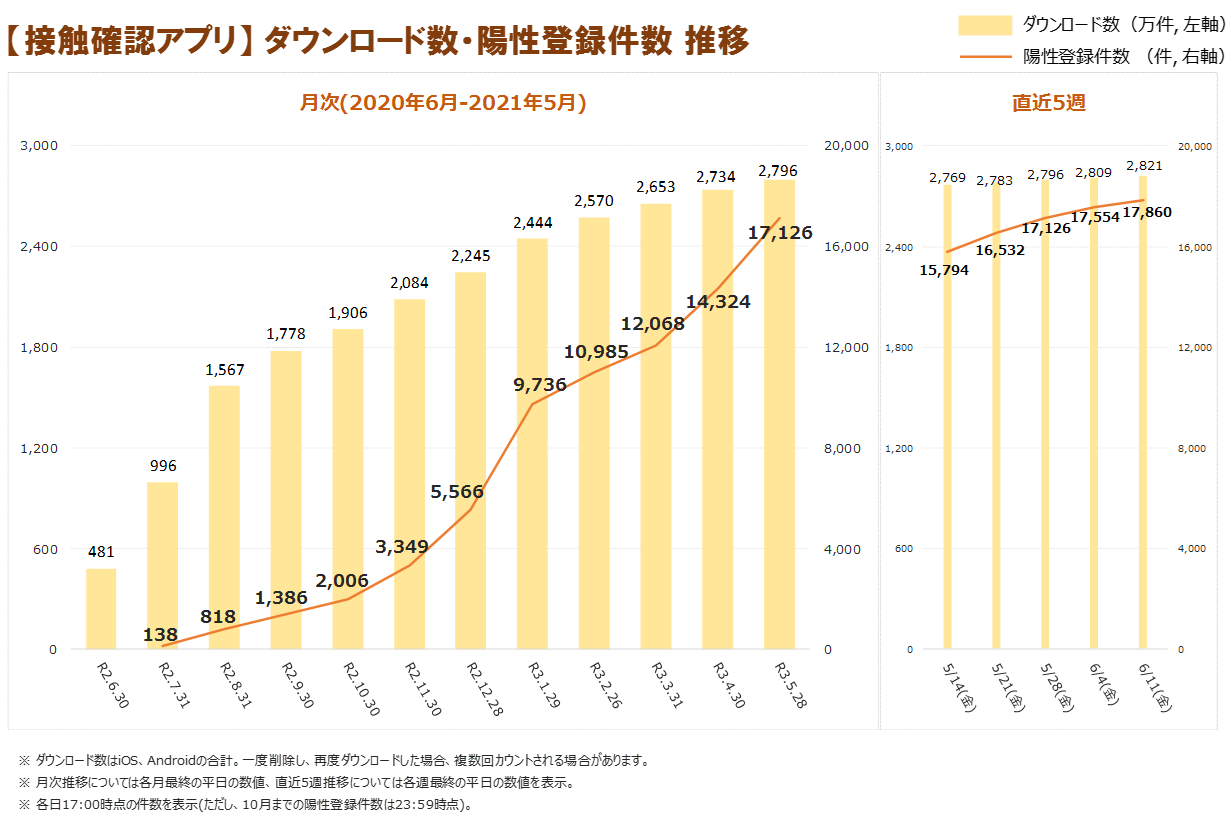 【接触確認アプリ】ダウンロード数・陽性登録件数 推移
ダウンロード数（万件, 左軸）
陽性登録件数 （件, 右軸）
月次(2020年6月-2021年5月)
3,000
2,400
1,800
1,200
600
0
481
996
1,567
1,778
1,906
2,084
2,245
2,444
2,570
2,653
2,734
2,796
138
818
1,386
2,006
3,349
5,566
9,736
10,985
12,068
14,324
17,126
20,000
16,000
12,000
8,000
4,000
0
R2.6.30
R2.7.31
R2.8.31
R2.9.30
R2.10.30
R2.11.30
R2.12.28
R3.1.29
R3.2.26
R3.3.31
R3.4.30
R3.5.28
直近5週
3,000
2,400
1,800
1,200
600
0
2,769
2,783
2,796
2,809
2,821
15,794
16,532
17,126
17,554
17,860
20,000
16,000
12,000
8,000
4,000
0
5/14(金)
5/21(金)
5/28(金)
6/4(金)
6/11(金)
※ ダウンロード数はiOS、Androidの合計。一度削除し、再度ダウンロードした場合、複数回カウントされる場合があります。
※ 月次推移については各月最終の平日の数値、直近5週推移については各週最終の平日の数値を表示。
※ 各日17:00時点の件数を表示(ただし、10月までの陽性登録件数は23:59時点)。